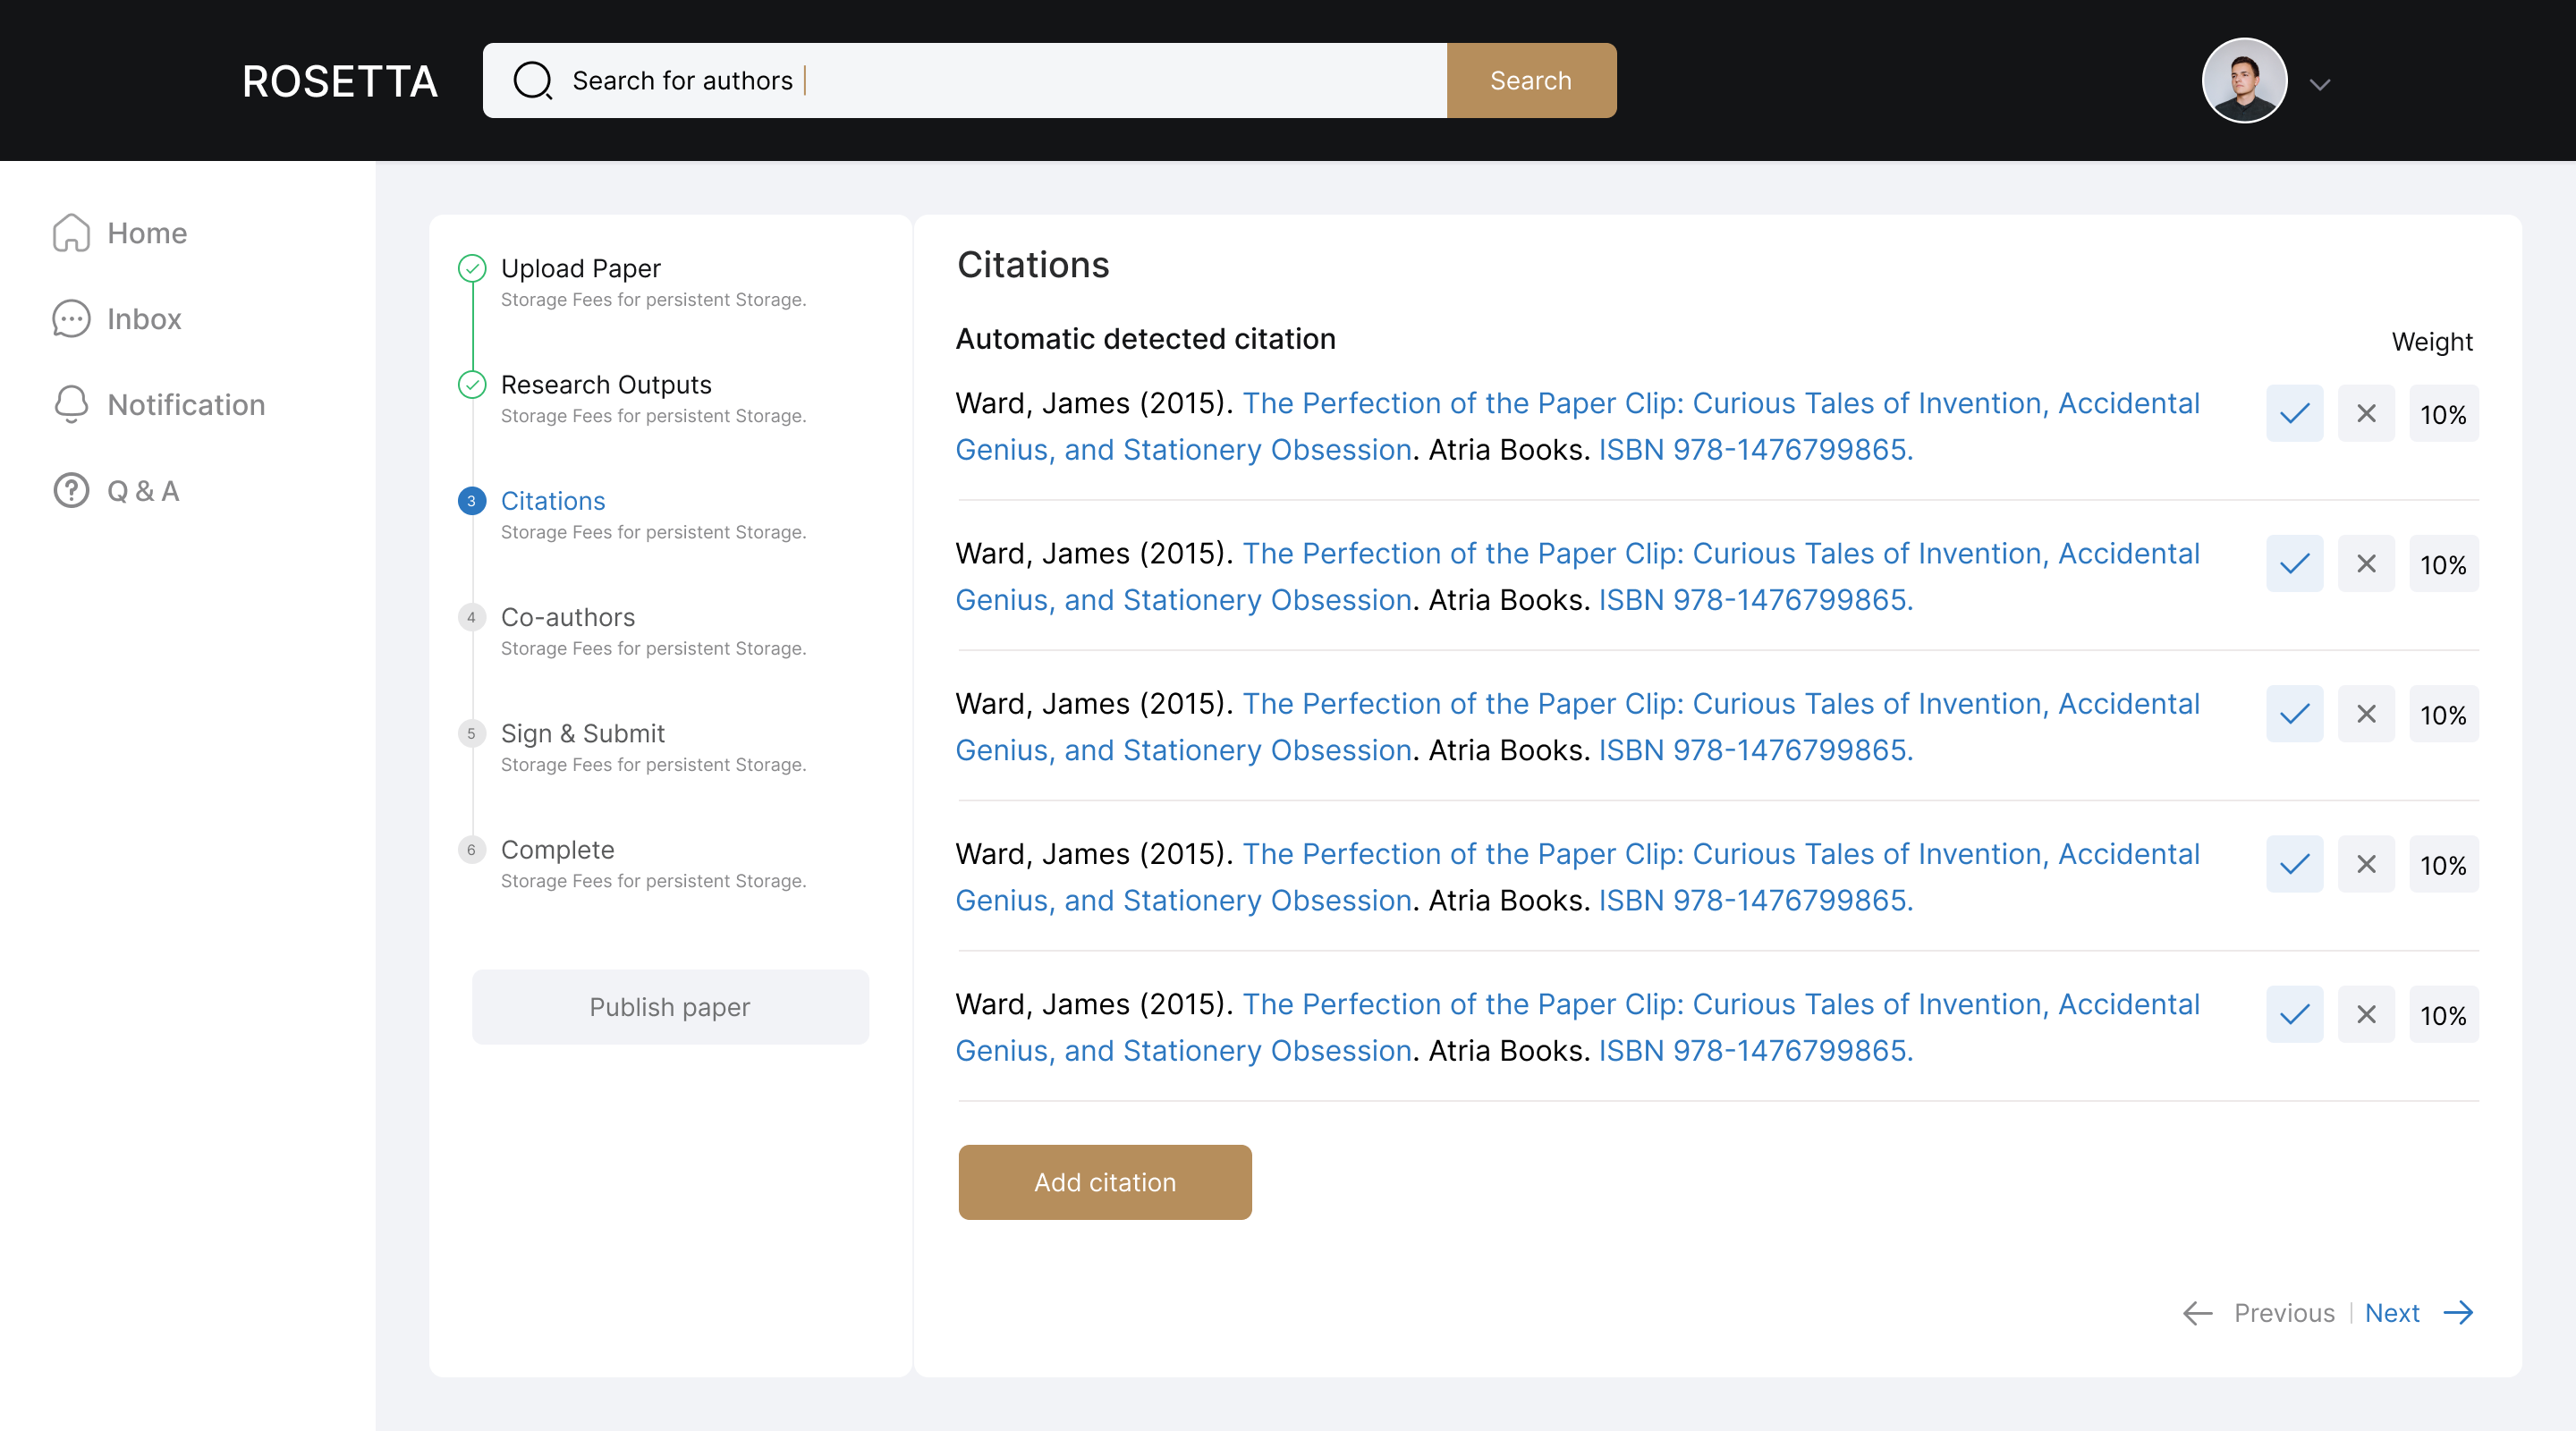 ROSETTA
Search for authors
Search
Home
Inbox
Notification
Q & A
Upload Paper
Storage Fees for persistent Storage.
Research Outputs
Storage Fees for persistent Storage.
3
Citations
Storage Fees for persistent Storage.
4
Co-authors
Storage Fees for persistent Storage.
5
Sign & Submit
Storage Fees for persistent Storage.
6
Complete
Storage Fees for persistent Storage.
Publish paper
Citations
Automatic detected citation
Weight
Ward, James (2015). The Perfection of the Paper Clip: Curious Tales of Invention, Accidental
Genius, and Stationery Obsession. Atria Books. ISBN 978-1476799865.
10%
Ward, James (2015). The Perfection of the Paper Clip: Curious Tales of Invention, Accidental
Genius, and Stationery Obsession. Atria Books. ISBN 978-1476799865.
10%
Ward, James (2015). The Perfection of the Paper Clip: Curious Tales of Invention, Accidental
Genius, and Stationery Obsession. Atria Books. ISBN 978-1476799865.
10%
Ward, James (2015). The Perfection of the Paper Clip: Curious Tales of Invention, Accidental
Genius, and Stationery Obsession. Atria Books. ISBN 978-1476799865.
10%
Ward, James (2015). The Perfection of the Paper Clip: Curious Tales of Invention, Accidental
Genius, and Stationery Obsession. Atria Books. ISBN 978-1476799865.
10%
Add citation
Previous | Next